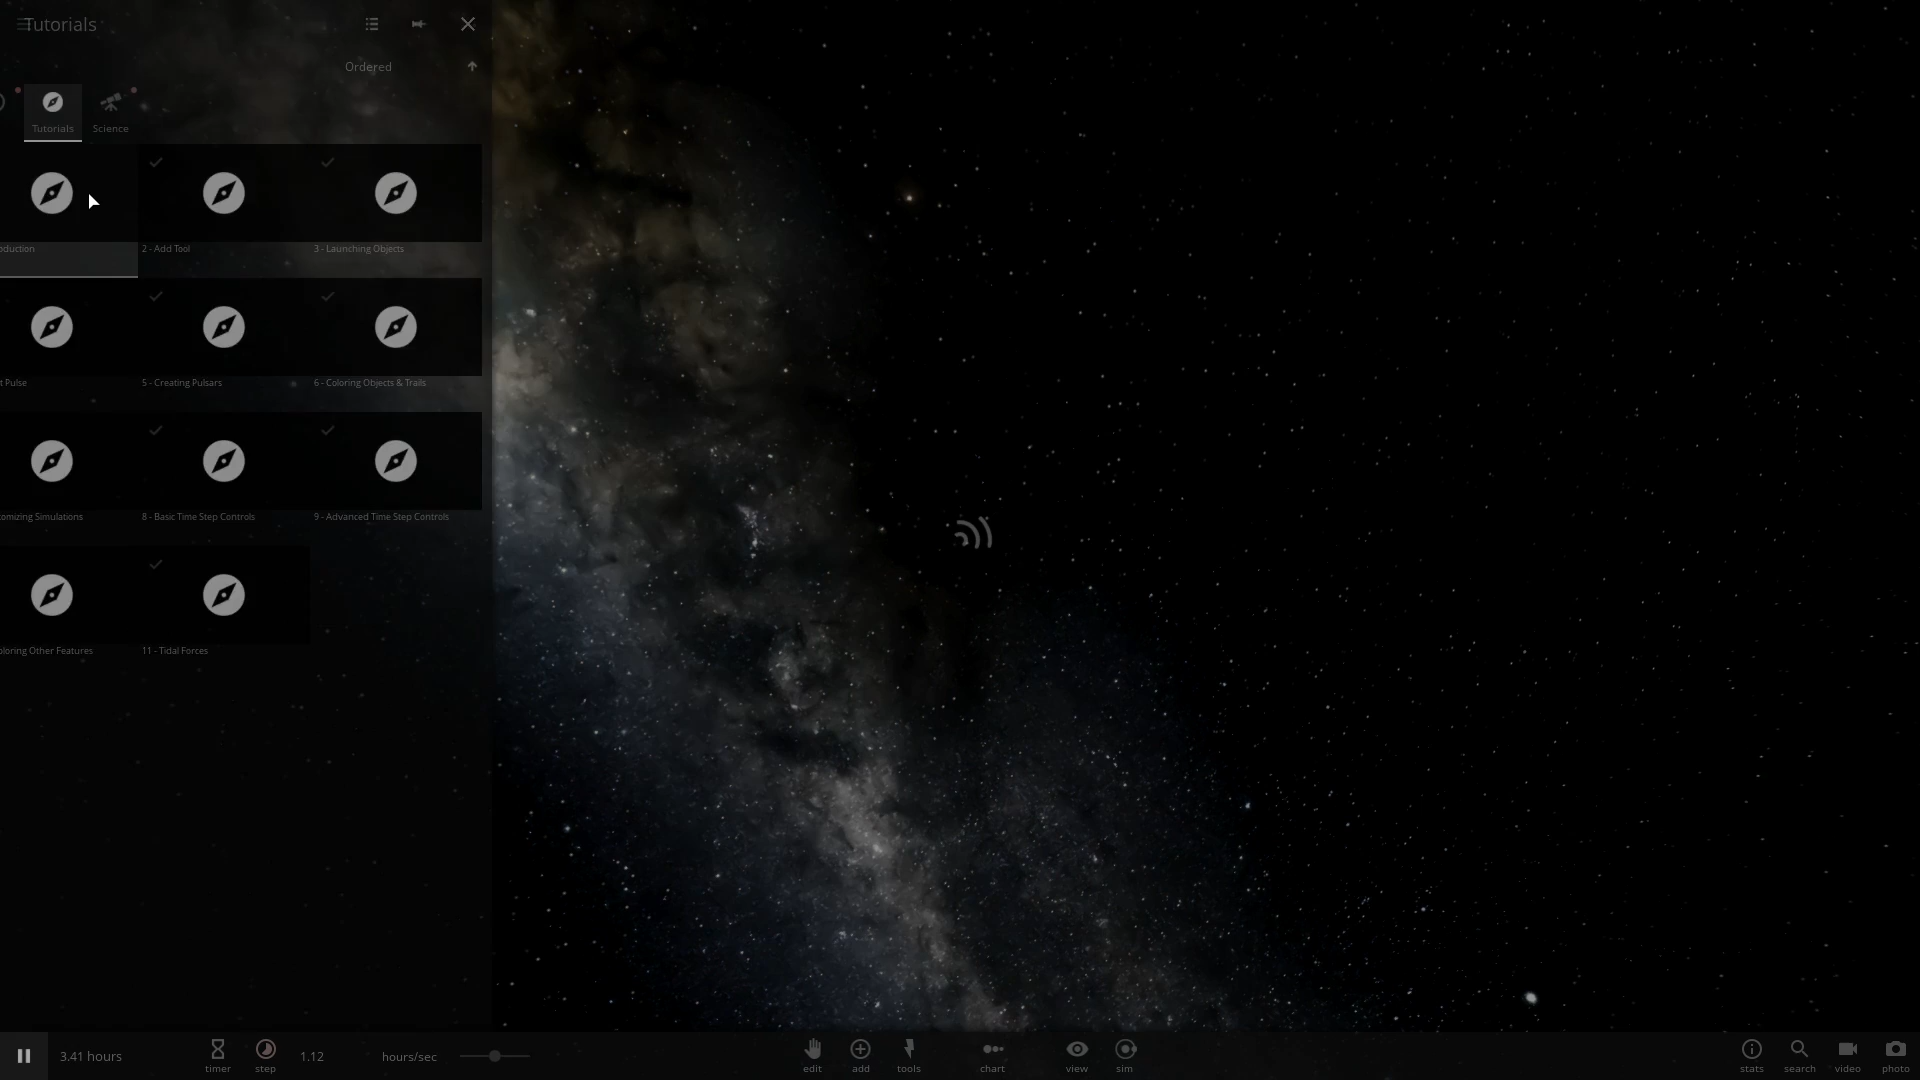 Tutorials
Ordered
Tutorials
Science
oduction
2 - Add Tool
3 - Launching Objects
t Pulse
5 - Creating Pulsars
6 - Coloring Objects & Trails
omizing Simulations
8 - Basic Time Step Controls
9 - Advanced Time Step Controls
oloring Other Features
11 - Tidal Forces
3.41 hours
timer
step
1.12
hours/sec
edit
add
tools
chart
view
sim
stats
search
video
photo